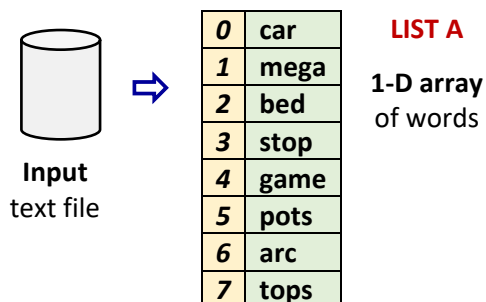 0 car
1 mega
2 bed
3 stop
4 game
5 pots
6 arc
7 tops
LIST A
1-D array
of words
Input
text file